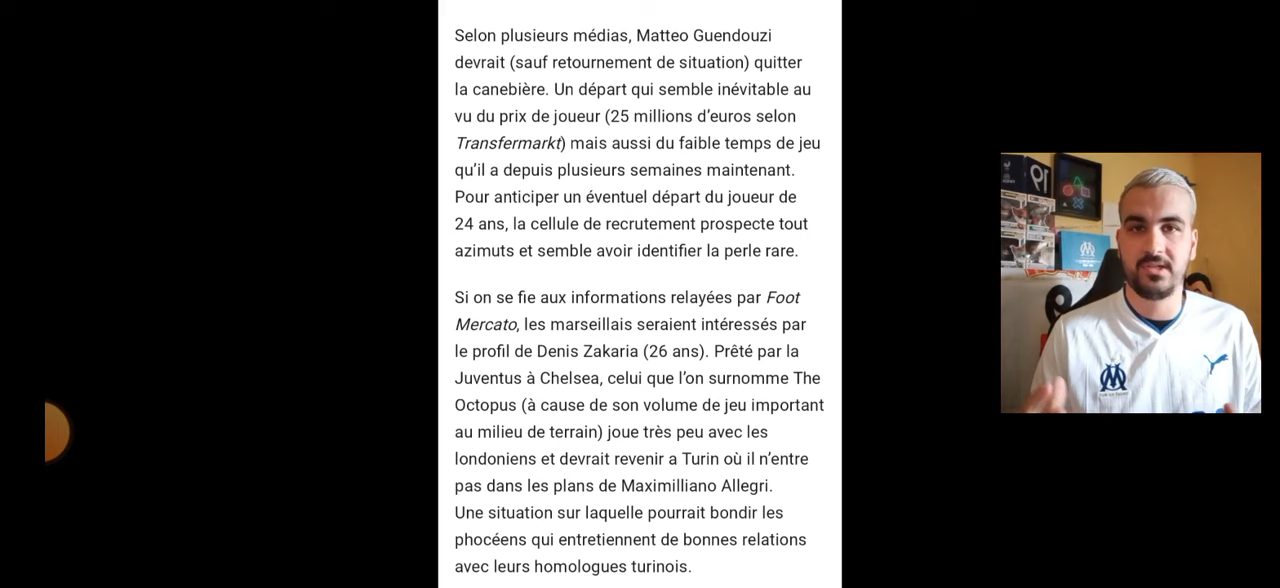 Selon plusieurs médias, Matteo Guendouzi
devrait (sauf retournement de situation) quitter
la canebière. Un départ qui semble inévitable au
vu du prix de joueur (25 millions d’euros selon
Transfermarkt) mais aussi du faible temps de jeu
qu’il a depuis plusieurs semaines maintenant.
Pour anticiper un éventuel départ du joueur de
24 ans, la cellule de recrutement prospecte tout
azimuts et semble avoir identifier la perle rare.
Si on se fie aux informations relayées par Foot
Mercato, les marseillais seraient intéressés par
le profil de Denis Zakaria (26 ans). Prêté par la
Juventus à Chelsea, celui que l’on surnomme The
Octopus (à cause de son volume de jeu important
au milieu de terrain) joue très peu avec les
londoniens et devrait revenir a Turin où il n’entre
pas dans les plans de Maximilliano Allegri.
Une situation sur laquelle pourrait bondir les
phocéens qui entretiennent de bonnes relations
avec leurs homologues turinois.